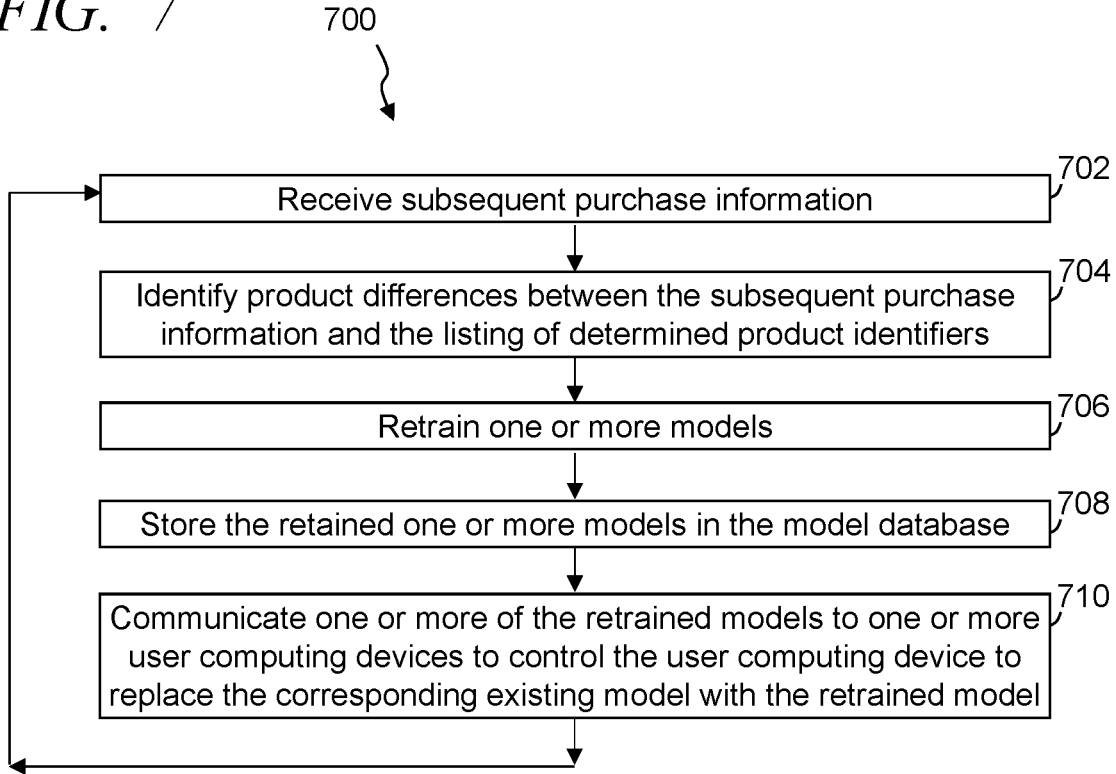 FIG. 7
700
702
Receive subsequent purchase information
704
Identify product differences between the subsequent purchase
information and the listing of determined product identifiers
706
Retrain one or more models
708
Store the retained one or more models in the model database
710
Communicate one or more of the retrained models to one or more
user computing devices to control the user computing device to
replace the corresponding existing model with the retrained model